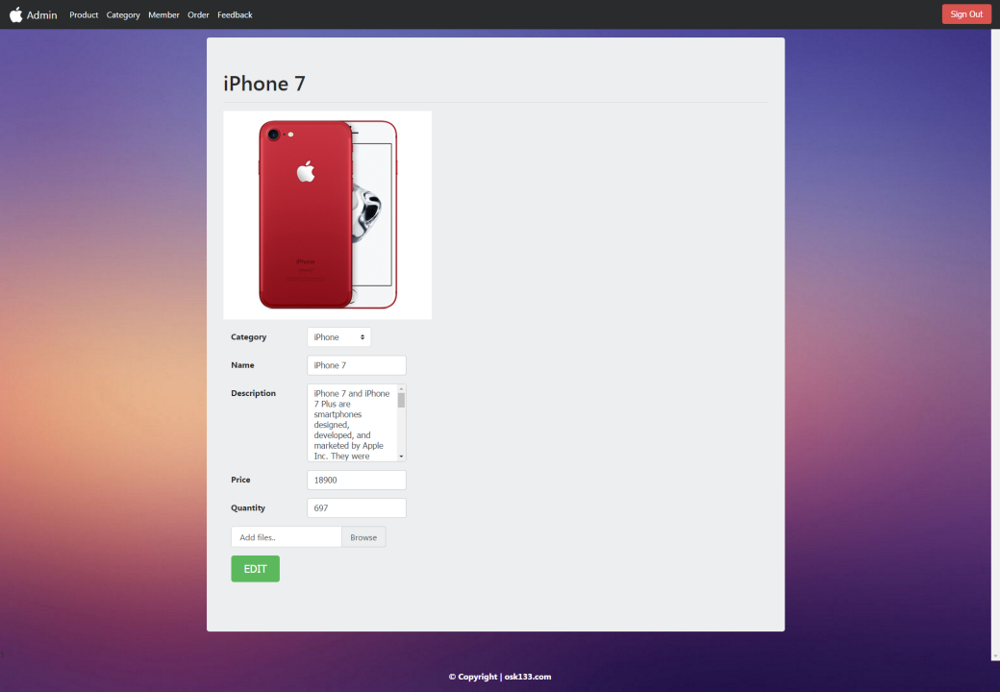 Admin Product Category Member Order Feedback Sign Out
iPhone 7
iPhone
Category iPhone
Name iPhone 7
Description iPhone 7 and iPhone
7 Plus are
smartphones
designed,
developed, and
marketed by Apple
Inc. They were
Price 18900
Quantity 697
Add files.. Browse
EDIT
© Copyright | osk133.com